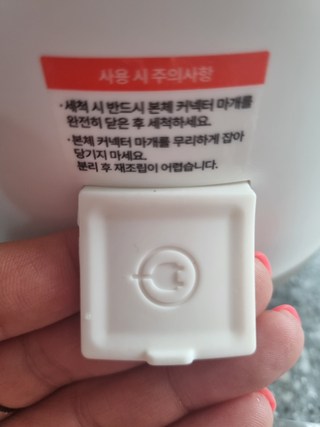 사용 시 주의사항
·세척 시 반드시 본체 커넥터 마개를
완전히 닫은 후 세척하세요.
·본체 커넥터 마개를 무리하게 잡아
당기지 마세요.
분리 후 재조립이 어렵습니다.